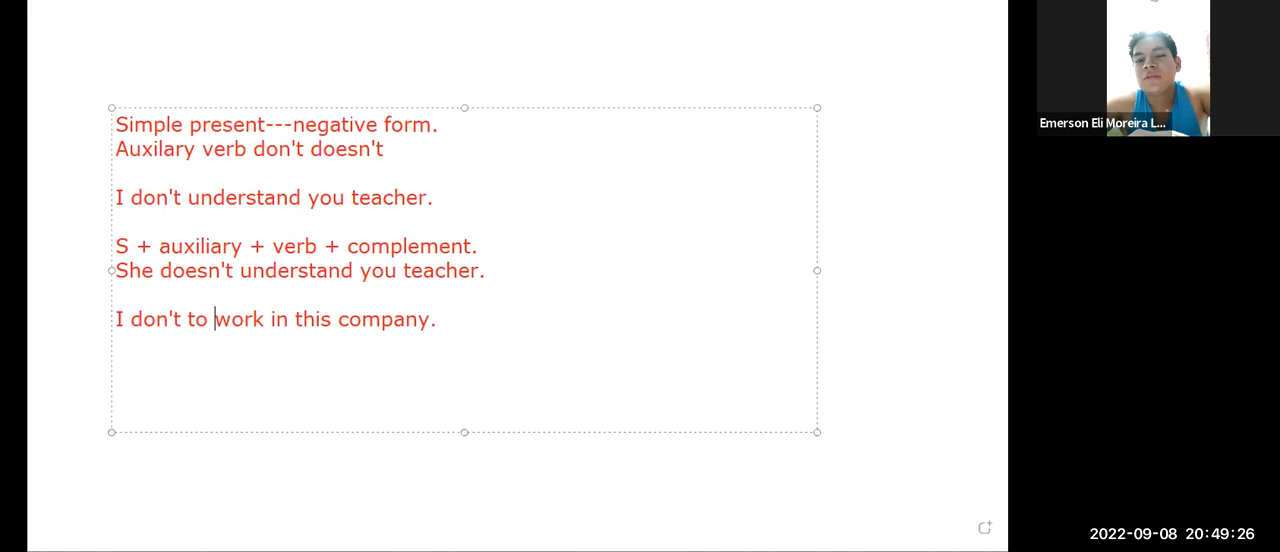 Simple present---negative form.
Auxilary verb don't doesn't
I don't understand you teacher.
S + auxiliary + verb + complement.
She doesn't understand you teacher.
I don't to work in this company.
Emerson Eli Moreira L...
2022-09-08 20:49:26